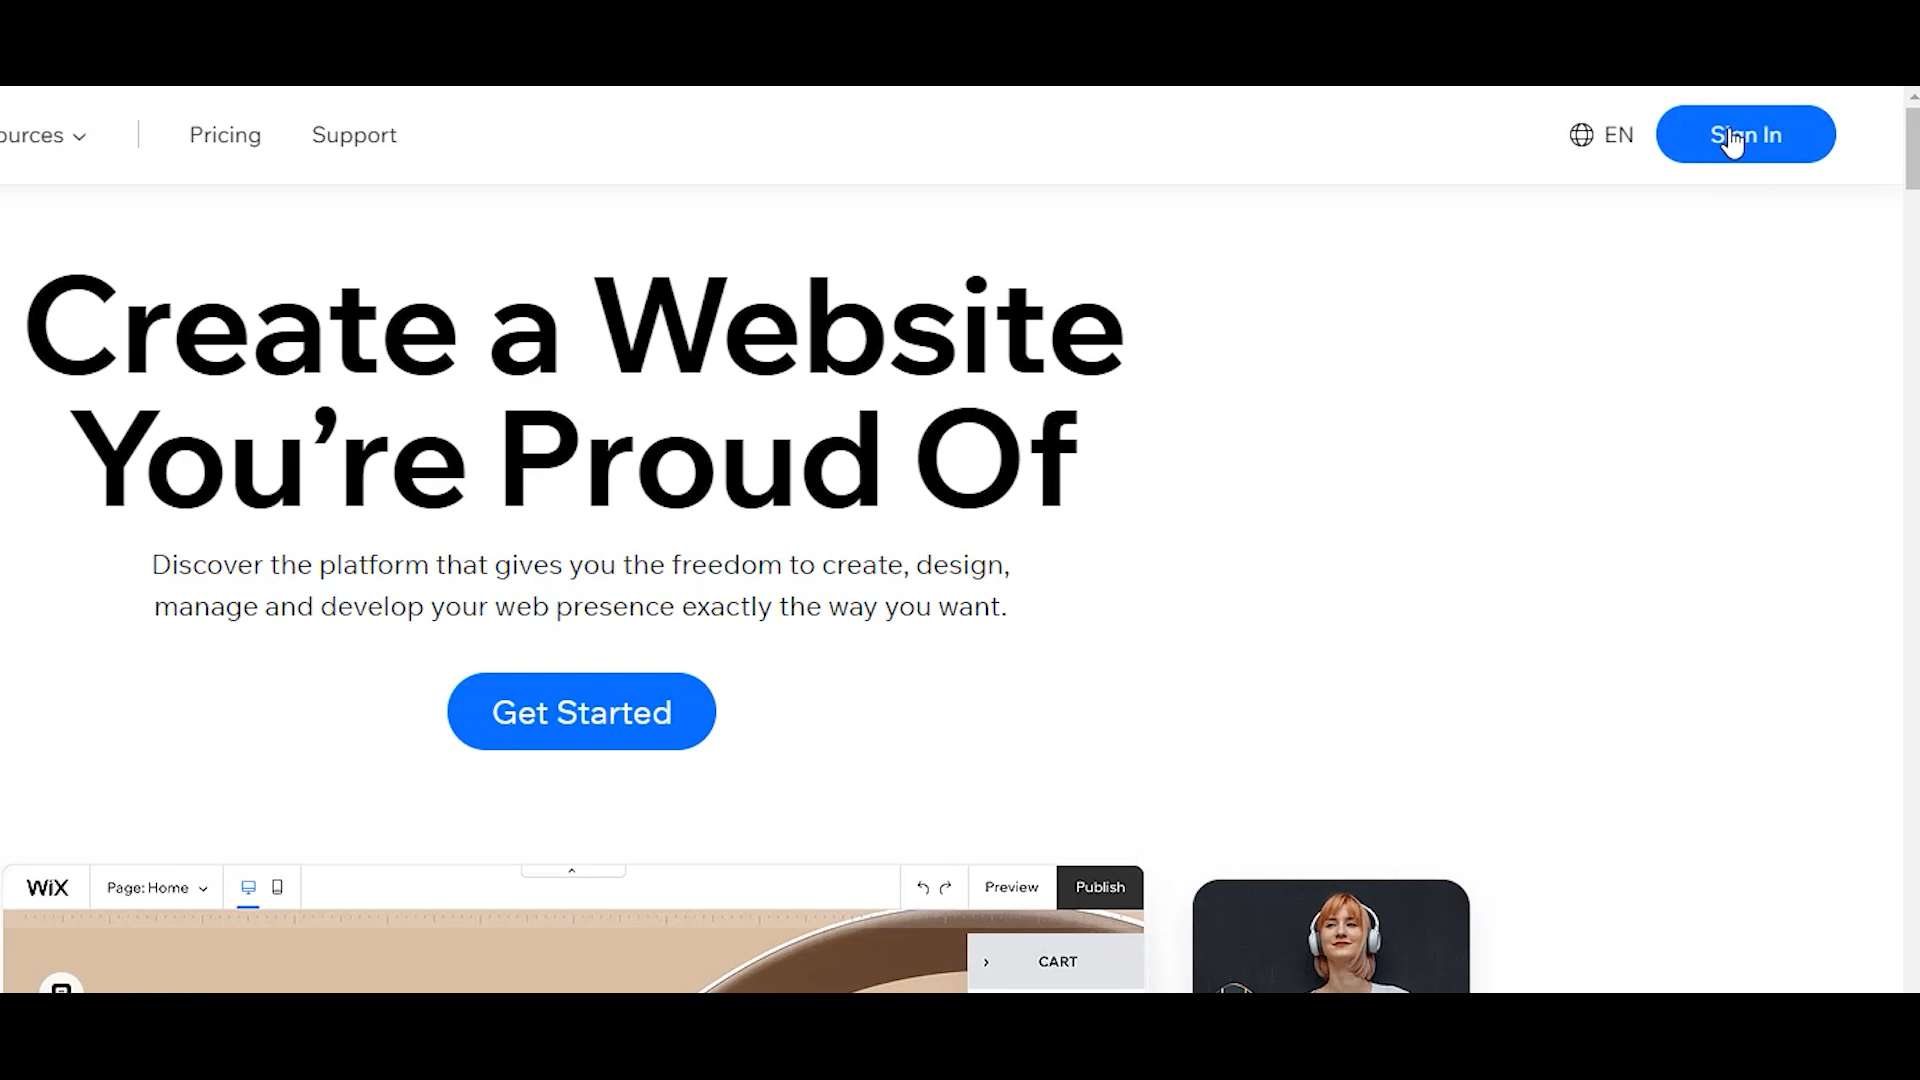 ources Pricing Support EN Sign In
Create a Website
You're Proud Of
Discover the platform that gives you the freedom to create, design,
manage and develop your web presence exactly the way you want.
Get Started
WiX Page: Home Preview Publish
CART